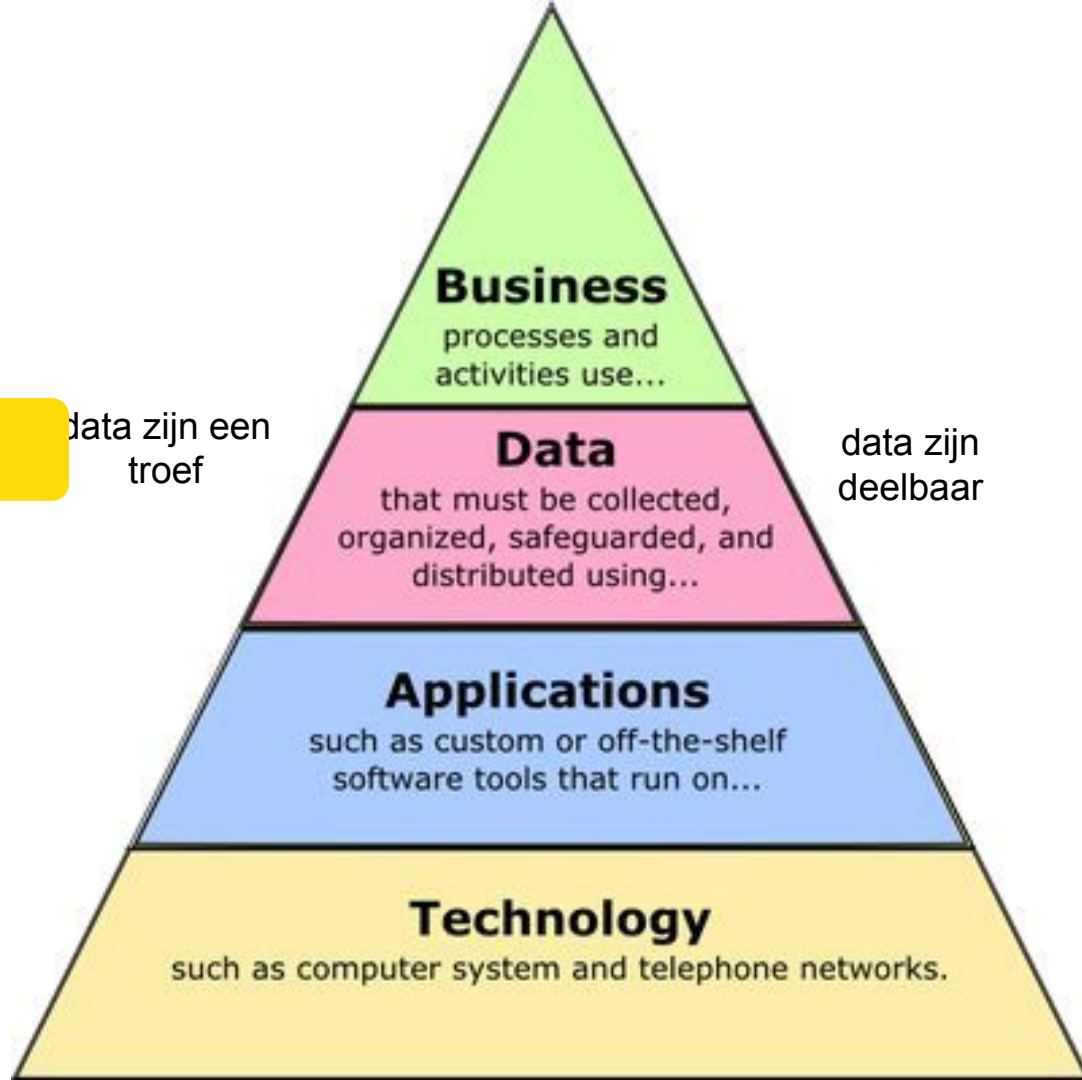 Business
processes and
activities use...
data zijn een
troef
Data
that must be collected,
organized, safeguarded, and
distributed using...
data zijn
deelbaar
Applications
such as custom or off-the-shelf
software tools that run on...
Technology
such as computer system and telephone networks.